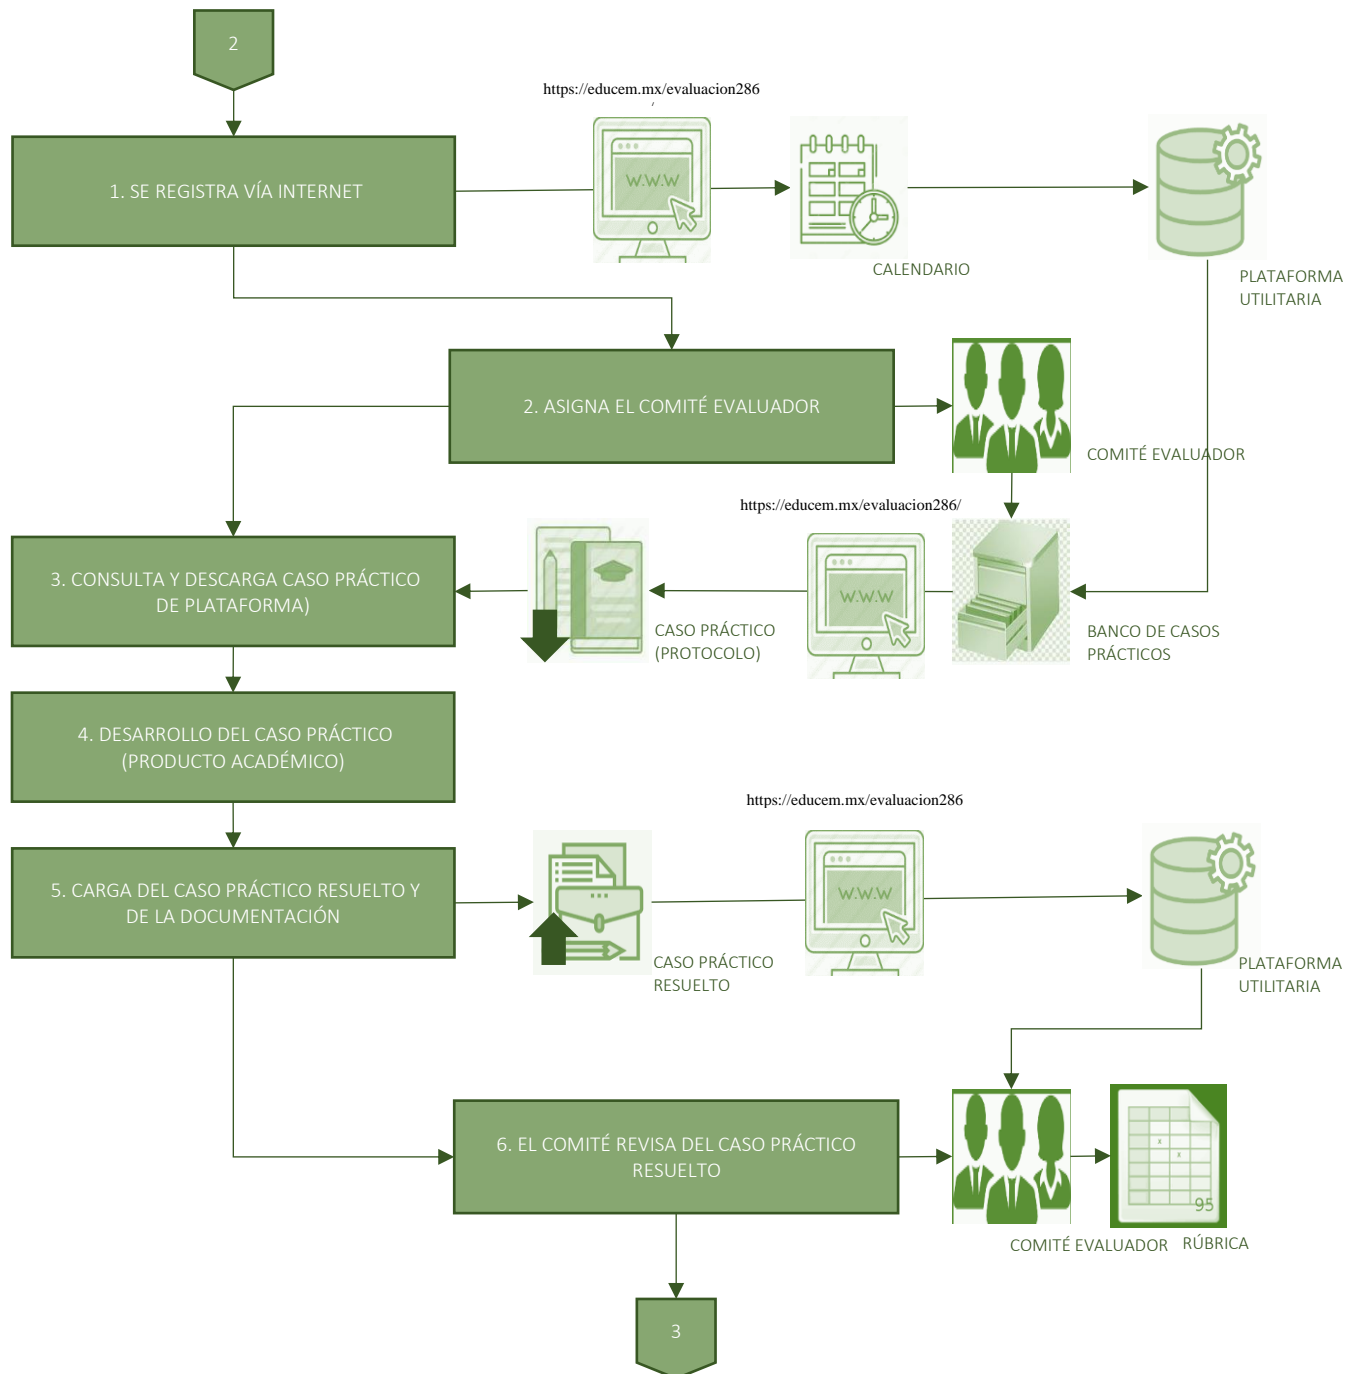 2
https://educem.mx/evaluacion286
/
1. SE REGISTRA VÍA INTERNET
W.W.W
CALENDARIO
PLATAFORMA
UTILITARIA
2. ASIGNA EL COMITÉ EVALUADOR
COMITÉ EVALUADOR
https://educem.mx/evaluacion286/
3. CONSULTA Y DESCARGA CASO PRÁCTICO
DE PLATAFORMA)
W.W.W
CASO PRÁCTICO
(PROTOCOLO)
BANCO DE CASOS
PRÁCTICOS
4. DESARROLLO DEL CASO PRÁCTICO
(PRODUCTO ACADÉMICO)
https://educem.mx/evaluacion286
5. CARGA DEL CASO PRÁCTICO RESUELTO Y
DE LA DOCUMENTACIÓN
W.W.W
CASO PRÁCTICO
RESUELTO
PLATAFORMA
UTILITARIA
6. EL COMITÉ REVISA DEL CASO PRÁCTICO
RESUELTO
x
x
95
COMITÉ EVALUADOR
RÚBRICA
3